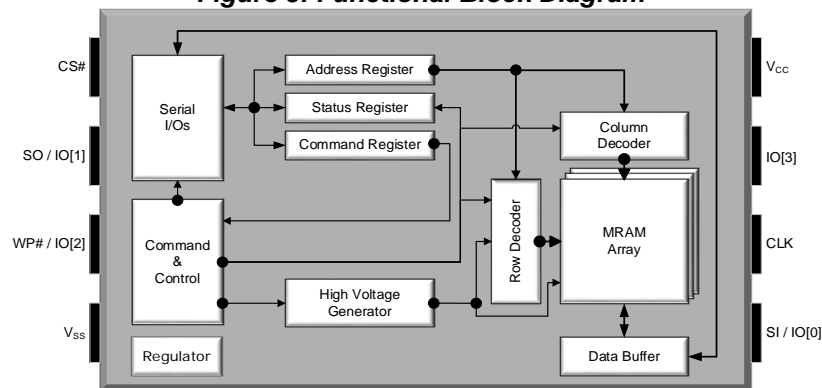 Figure 3. Functional Block Diagram
CS#
SO / IO[1]
WP# / IO[2]
VSS
Serial
I/Os
Command
&
Control
Regulator
Address Register
Status Register
Command Register
High Voltage
Generator
Row Decoder
Column
Decoder
MRAM
Array
Data Buffer
VCC
IO[3]
CLK
SI / IO[0]